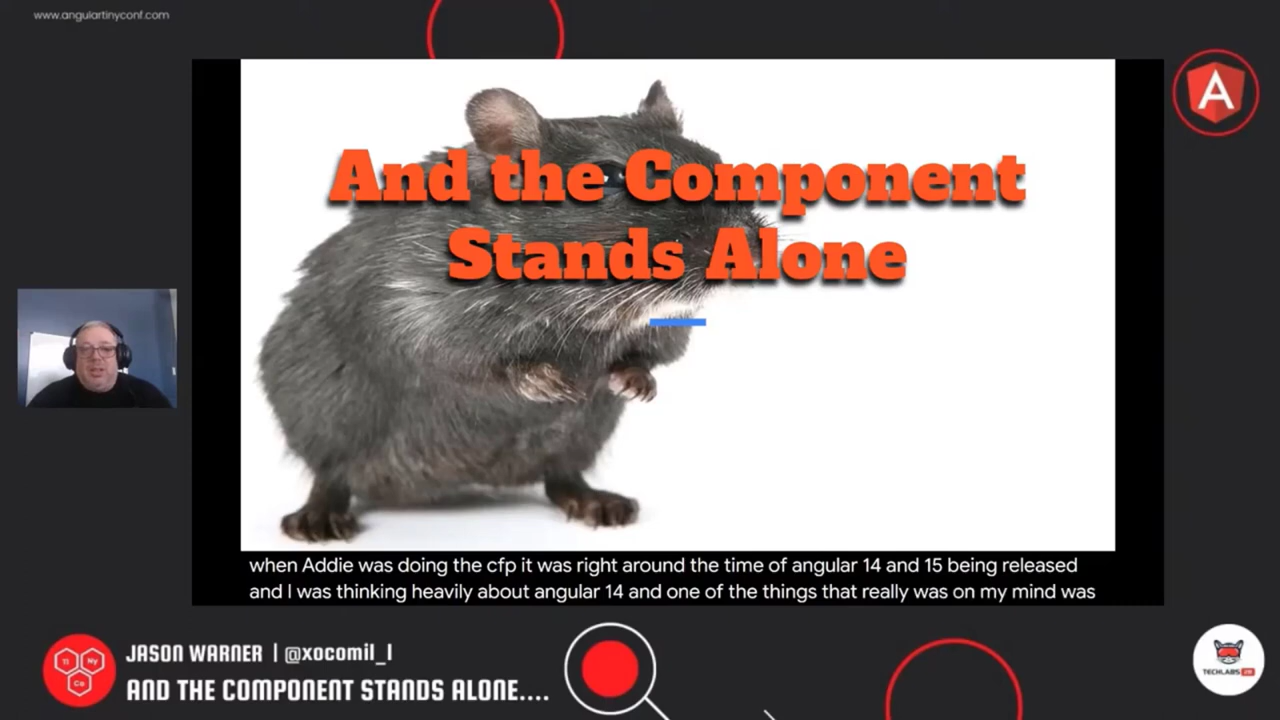 www.angulartinyconf.com
A
And the Component
Stands Alone
when Addie was doing the cfp it was right around the time of angular 14 and 15 being released
and I was thinking heavily about angular 14 and one of the things that really was on my mind was
11
Ny
Co
JASON WARNER | @xocomil_1
AND THE COMPONENT STANDS ALONE....
TECHLABS